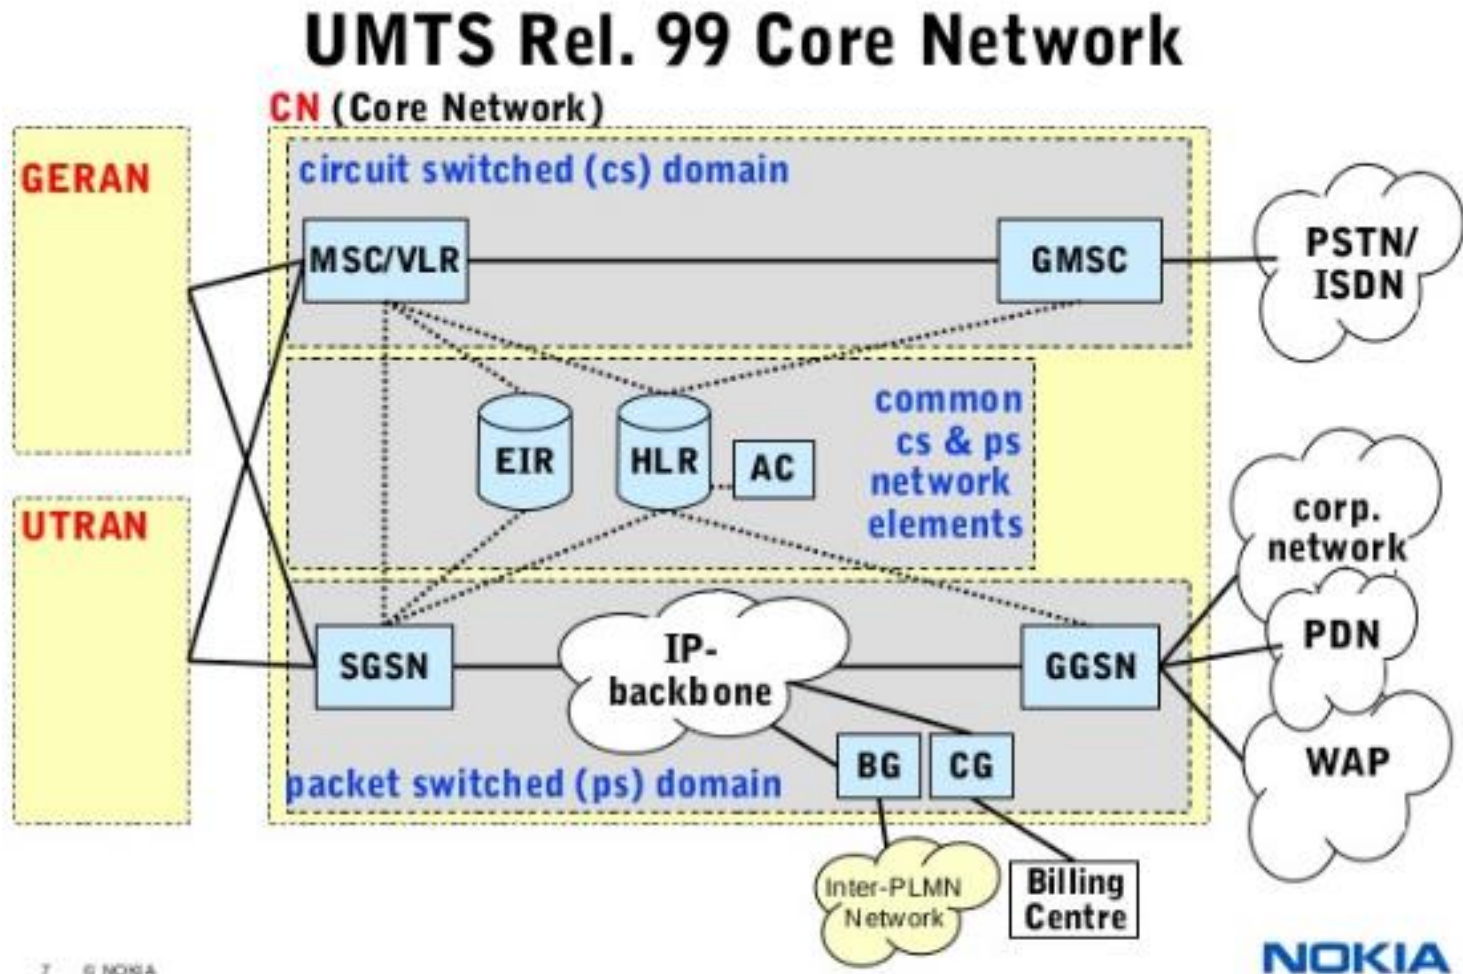 UMTS Rel. 99 Core Network
CN (Core Network)
GERAN
circuit switched (cs) domain
MSC/VLR
GMSC
PSTN/
ISDN
EIR
HLR
AC
common
cs & ps
network
elements
UTRAN
corp.
network
PDN
WAP
SGSN
IP-
backbone
GGSN
BG
CG
packet switched (ps) domain
Inter-PLMN
Network
Billing
Centre
7 © NOKIA
NOKIA